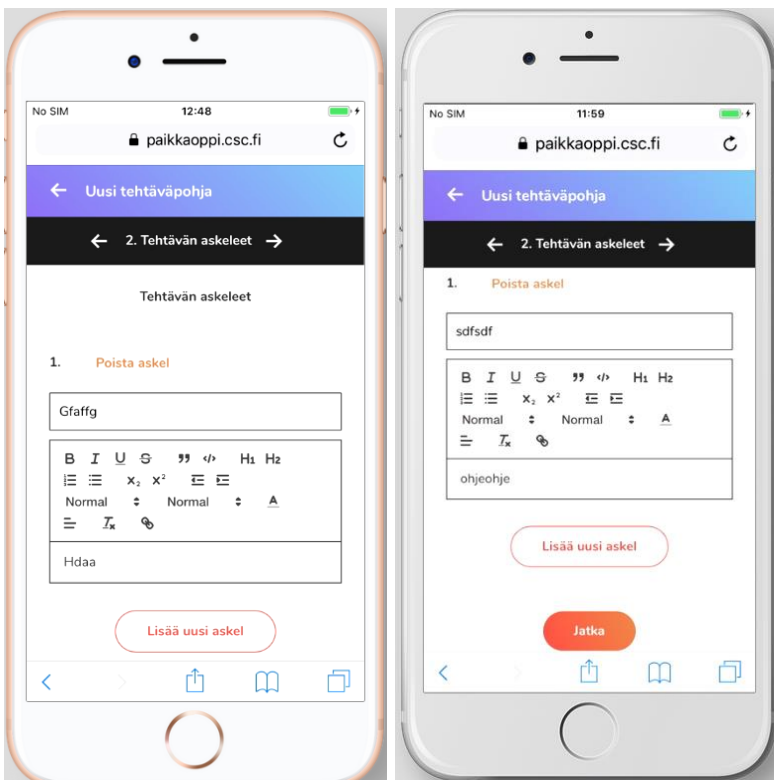 No SIM 12:48
paikkaoppi.csc.fi
← Uusi tehtäväpohja
← 2. Tehtävän askeleet →
Tehtävän askeleet
1. Poista askel
Gfaffg
B I U S ❞ </> H1 H2
x₂ x²
Normal Normal A
Tx
Hdaa
Lisää uusi askel
No SIM 11:59
paikkaoppi.csc.fi
← Uusi tehtäväpohja
← 2. Tehtävän askeleet →
1. Poista askel
sdfsdf
B I U S ❞ </> H1 H2
x₂ x²
Normal Normal A
Tx
ohjeohje
Lisää uusi askel
Jatka